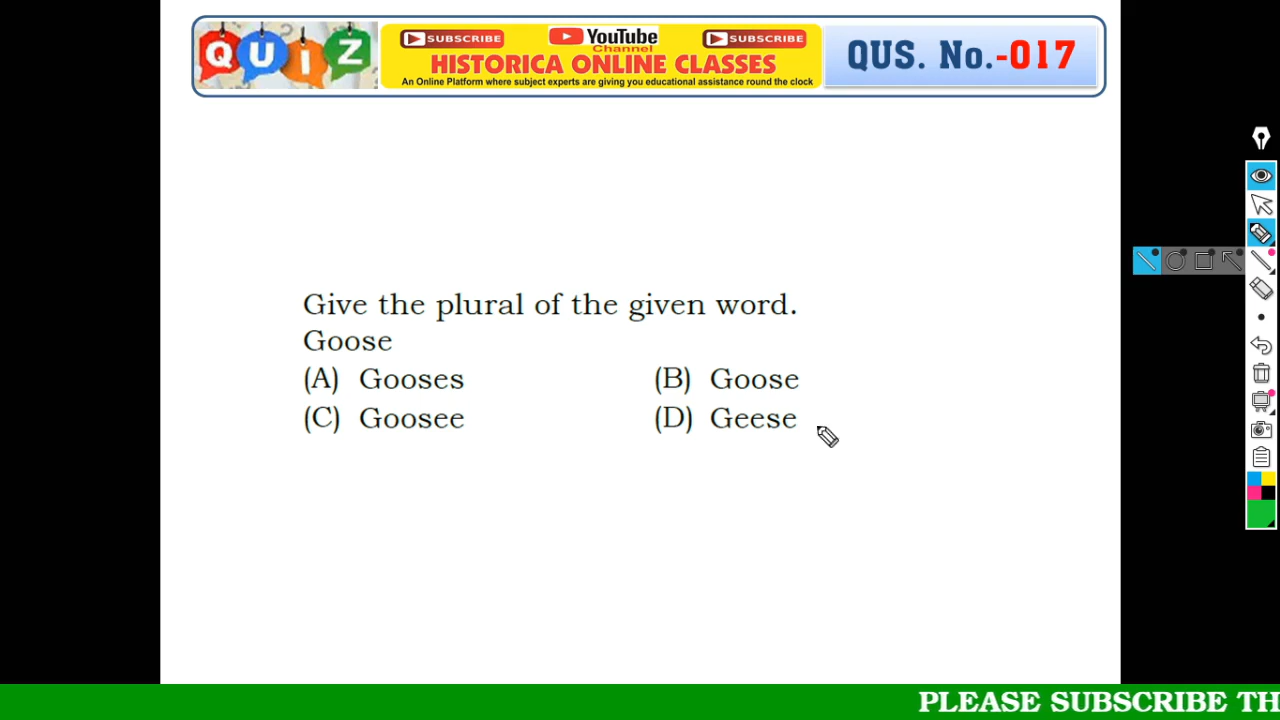 QUIZ
SUBSCRIBE
YouTube
Channel
SUBSCRIBE
HISTORICA ONLINE CLASSES
An Online Platform where subject experts are giving you educational assistance round the clock
QUS. No.-017
Give the plural of the given word.
Goose
(A) Gooses (B) Goose
(C) Goosee (D) Geese
PLEASE SUBSCRIBE TH